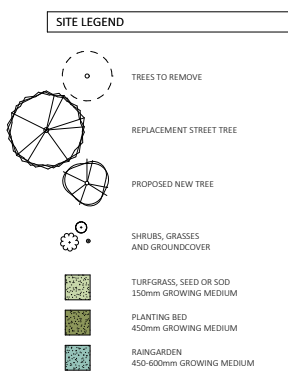 SITE LEGEND
TREES TO REMOVE
REPLACEMENT STREET TREE
PROPOSED NEW TREE
SHRUBS, GRASSES
AND GROUNDCOVER
TURFGRASS, SEED OR SOD
150mm GROWING MEDIUM
PLANTING BED
450mm GROWING MEDIUM
RAINGARDEN
450-600mm GROWING MEDIUM